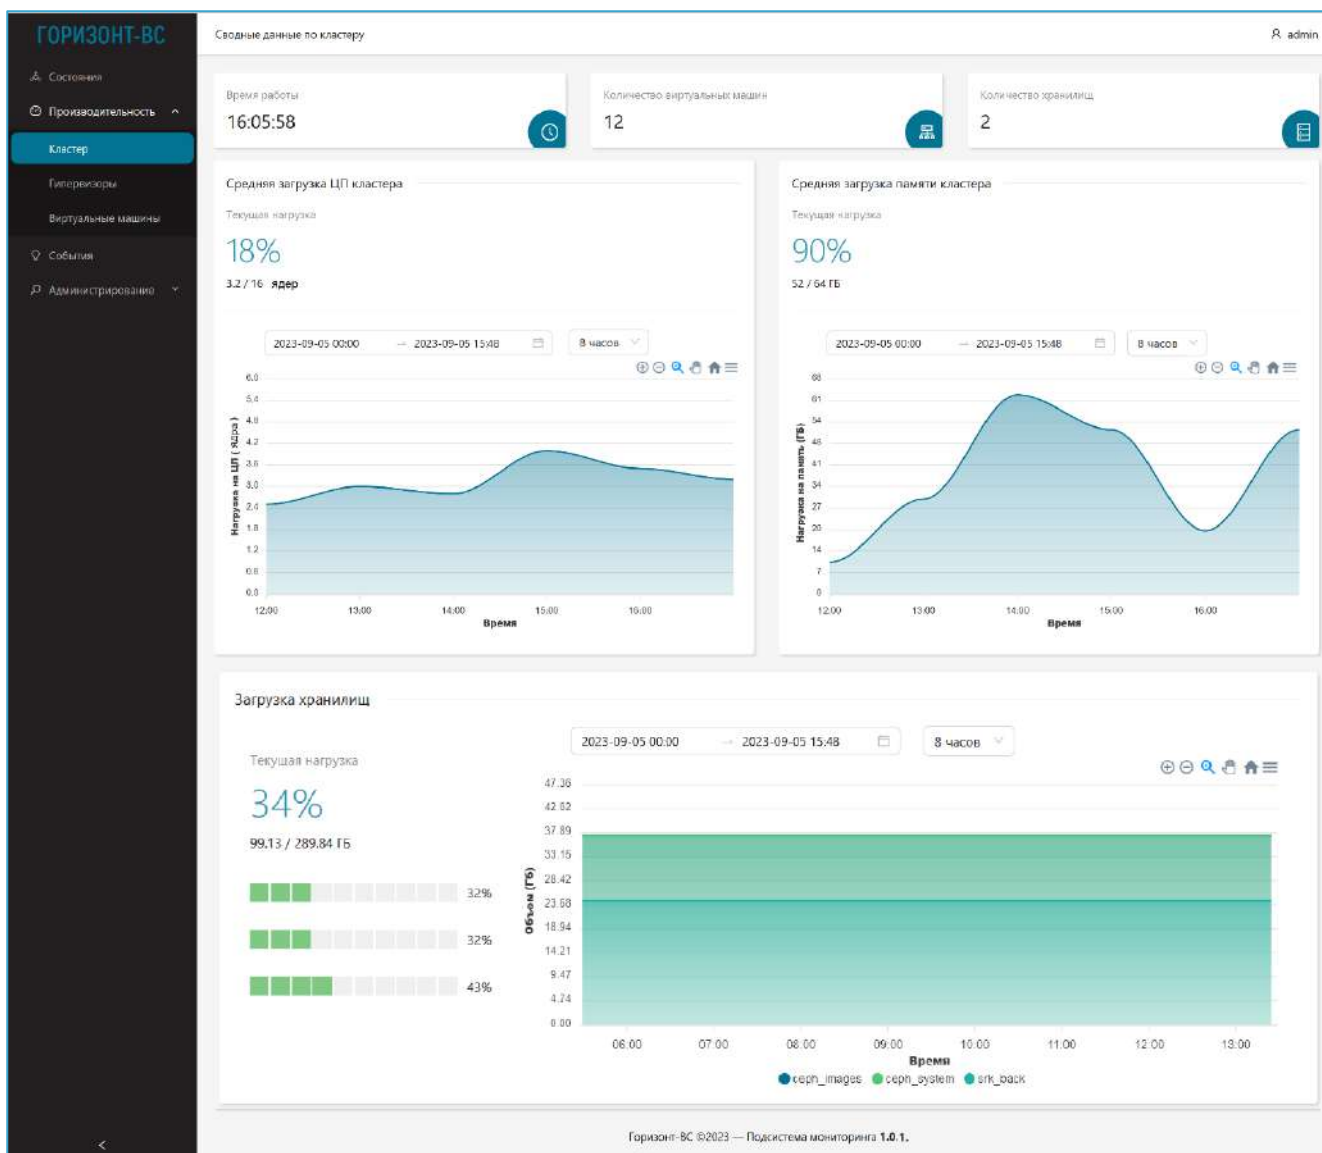 ГОРИЗОНТ-ВС
Сводные данные по кластеру
admin
Состояния
Производительность
Кластер
Гипервизоры
Виртуальные машины
События
Администрирование
Время работы
16:05:58
Количество виртуальных машин
12
Количество хранилищ
2
Средняя загрузка ЦП кластера
Текущая нагрузка
18%
3.2 / 16 ядер
2023-09-05 00:00 → 2023-09-05 15:48
8 часов
6.0
5.4
4.8
4.2
3.6
3.0
2.4
1.8
1.2
0.6
0.0
Нагрузка на ЦП ( Ядра )
12:00 13:00 14:00 15:00 16:00
Время
Средняя загрузка памяти кластера
Текущая нагрузка
90%
52 / 64 ГБ
2023-09-05 00:00 → 2023-09-05 15:48
8 часов
68
61
54
48
41
34
27
20
14
7
0
Нагрузка на память (ГБ)
12:00 13:00 14:00 15:00 16:00
Время
Загрузка хранилищ
Текущая нагрузка
34%
99.13 / 289.84 ГБ
32%
32%
43%
2023-09-05 00:00 → 2023-09-05 15:48
8 часов
47.36
42.62
37.89
33.15
28.42
23.68
18.94
14.21
9.47
4.74
0.00
Объем (ГБ)
06:00 07:00 08:00 09:00 10:00 11:00 12:00 13:00
Время
ceph_images ceph_system srk_back
Горизонт-ВС ©2023 — Подсистема мониторинга 1.0.1.